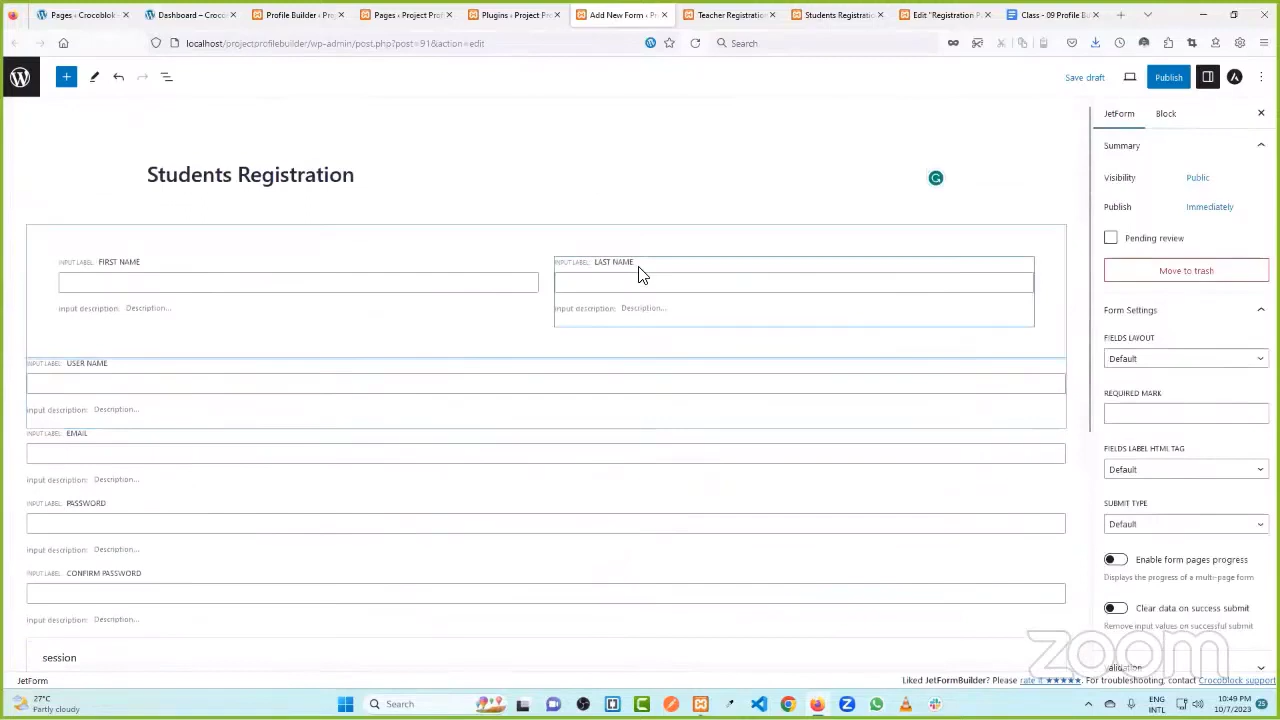 Pages ‹ Crocoblok
Dashboard ‹ Croco
Profile Builder ‹ Pro
Pages ‹ Project Pro
Plugins ‹ Project P
Add New Form ‹ P
Teacher Registration
Students Registratio
Edit "Registration P
Class - 09 Profile Bu
localhost/projectprofilebuilder/wp-admin/post.php?post=91&action=edit
Search
Save draft
Publish
JetForm
Block
Summary
Students Registration
Visibility
Public
Publish
Immediately
Pending review
Move to trash
INPUT LABEL: FIRST NAME
INPUT LABEL: LAST NAME
input description: Description...
input description: Description...
Form Settings
FIELDS LAYOUT
Default
INPUT LABEL: USER NAME
input description: Description...
REQUIRED MARK
INPUT LABEL: EMAIL
input description: Description...
FIELDS LABEL HTML TAG
Default
INPUT LABEL: PASSWORD
input description: Description...
SUBMIT TYPE
Default
INPUT LABEL: CONFIRM PASSWORD
input description: Description...
Enable form pages progress
Displays the progress of a multi-page form
Clear data on success submit
Remove input values on successful submit
session
Validation
zoom
JetForm
Liked JetFormBuilder? Please rate it ★★★★★. For troubleshooting, contact Crocoblock support
27°C
Partly cloudy
Search
ENG
INTL
10:49 PM
10/7/2023